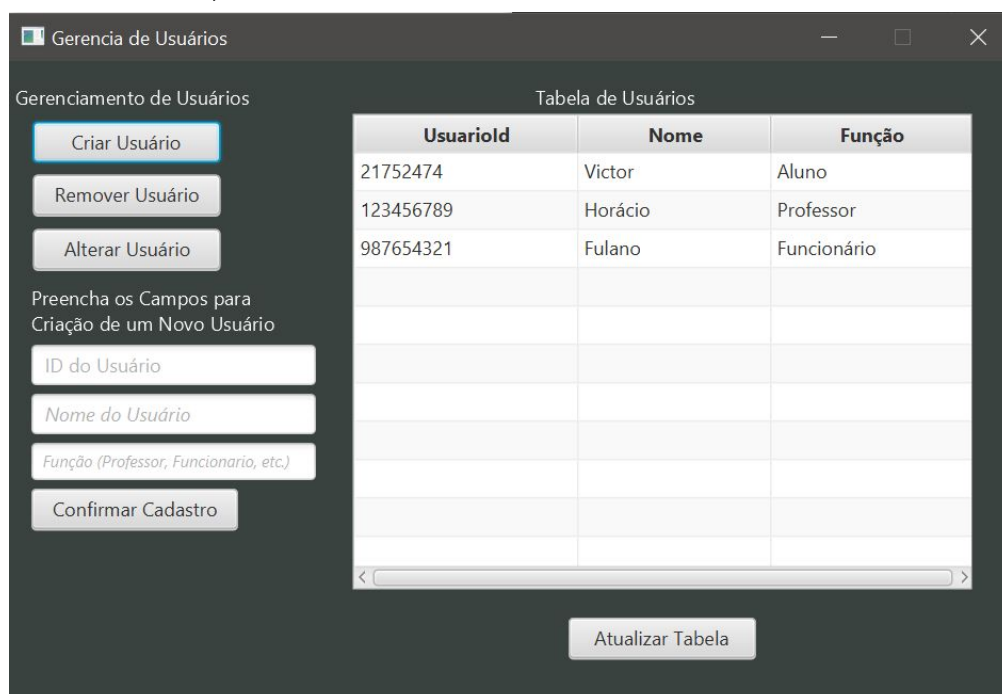 Gerencia de Usuários
Gerenciamento de Usuários
Criar Usuário
Remover Usuário
Alterar Usuário
Preencha os Campos para
Criação de um Novo Usuário
ID do Usuário
Nome do Usuário
Função (Professor, Funcionario, etc.)
Confirmar Cadastro
Tabela de Usuários
UsuarioId Nome Função
21752474 Victor Aluno
123456789 Horácio Professor
987654321 Fulano Funcionário
Atualizar Tabela